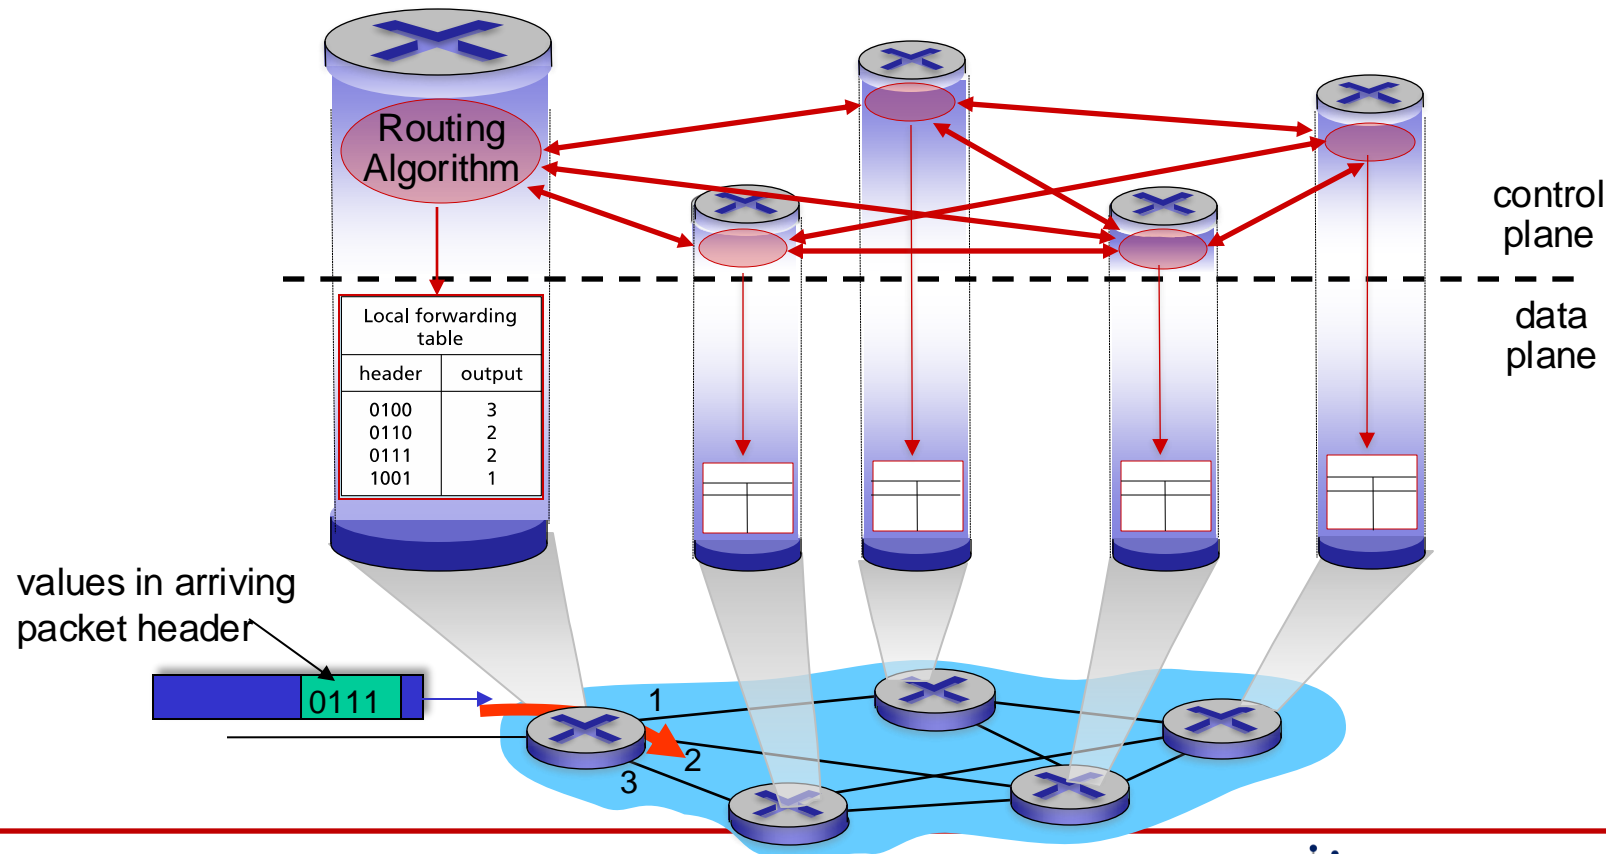 Routing
Algorithm
control
plane
data
plane
Local forwarding
table
header output
0100 3
0110 2
0111 2
1001 1
values in arriving
packet header
0111
1
2
3